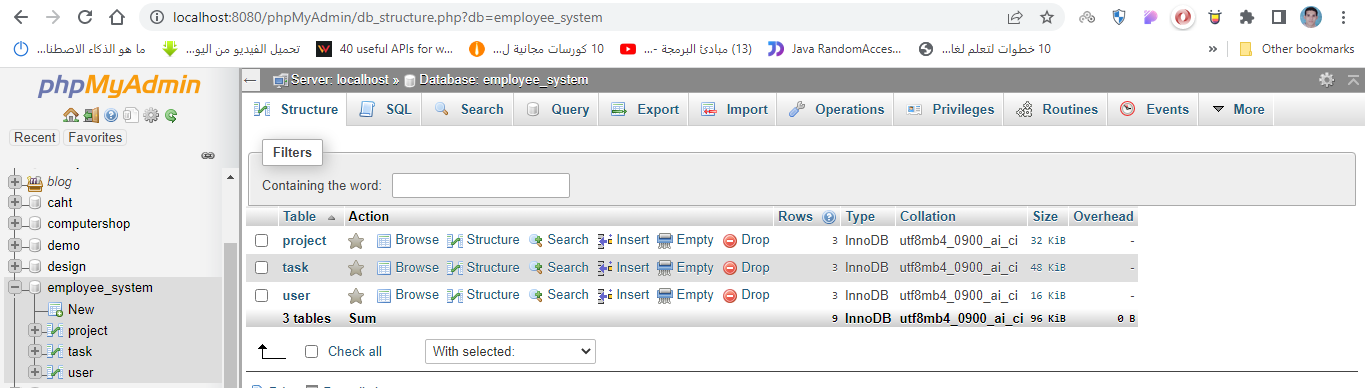 localhost:8080/phpMyAdmin/db_structure.php?db=employee_system
ما هو الذكاء الاصطنا...
تحميل الفيديو من اليو...
40 useful APIs for w...
10 كورسات مجانية ل...
(13) مبادئ البرمجة -...
Java RandomAcces...
10 خطوات لتعلم لغا...
» Other bookmarks
phpMyAdmin
Recent Favorites
blog
caht
computershop
demo
design
employee_system
New
project
task
user
Server: localhost » Database: employee_system
Structure SQL Search Query Export Import Operations Privileges Routines Events More
Filters
Containing the word:
Table Action Rows Type Collation Size Overhead
project Browse Structure Search Insert Empty Drop 3 InnoDB utf8mb4_0900_ai_ci 32 KiB -
task Browse Structure Search Insert Empty Drop 3 InnoDB utf8mb4_0900_ai_ci 48 KiB -
user Browse Structure Search Insert Empty Drop 3 InnoDB utf8mb4_0900_ai_ci 16 KiB -
3 tables Sum 9 InnoDB utf8mb4_0900_ai_ci 96 KiB 0 B
Check all With selected: